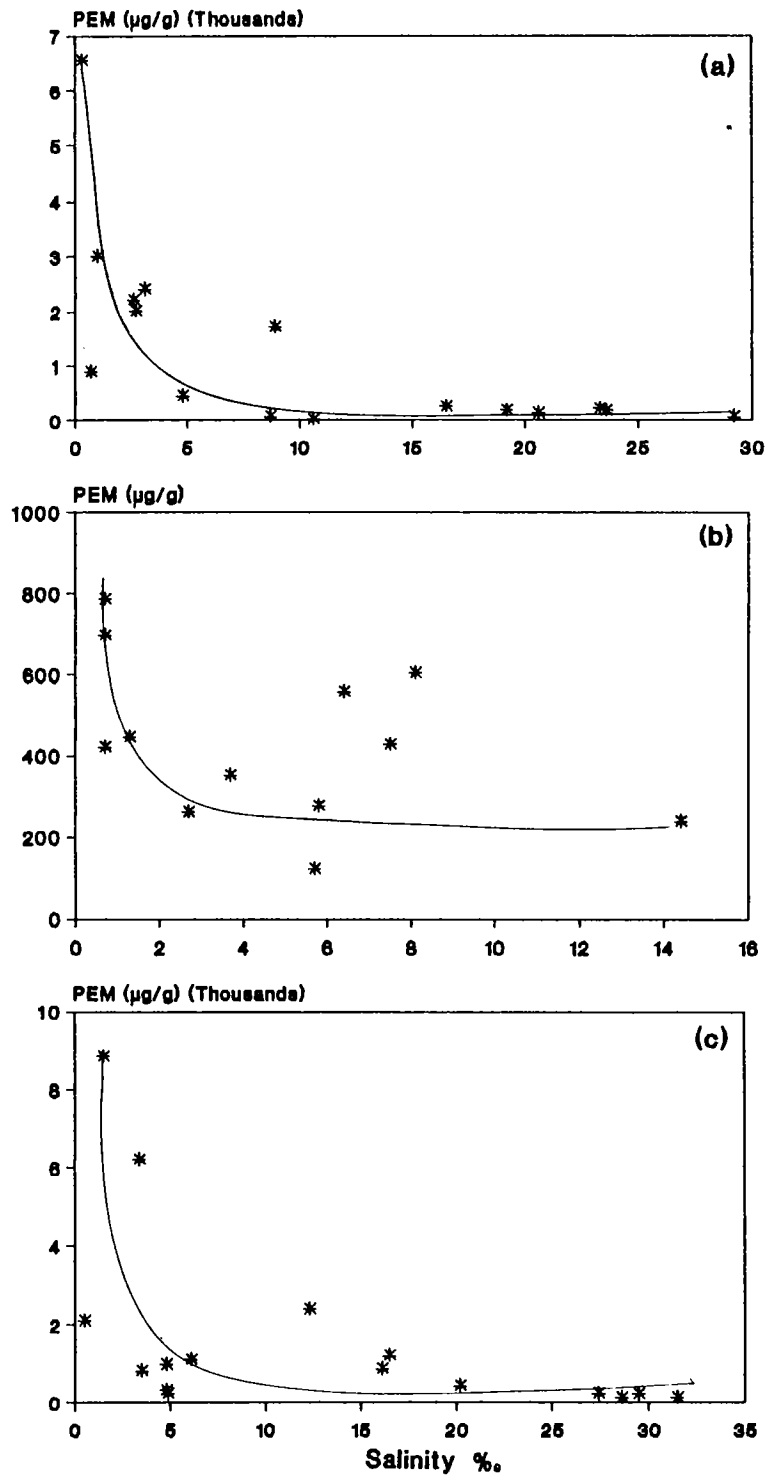 PEM (µg/g) (Thousands)
(a)
7
6
5
4
3
2
1
0
0 5 10 15 20 25 30
PEM (µg/g)
(b)
1000
800
600
400
200
0
0 2 4 6 8 10 12 14 16
PEM (µg/g) (Thousands)
(c)
10
8
6
4
2
0
0 5 10 15 20 25 30 35
Salinity ‰